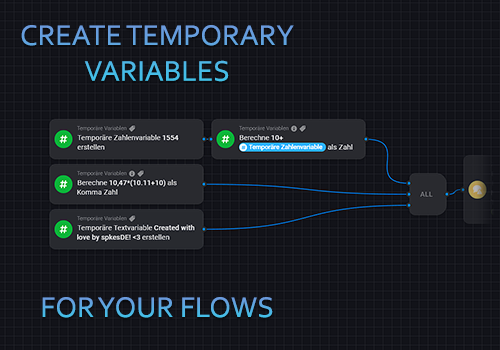 CREATE TEMPORARY
VARIABLES
Temporäre Variablen
Temporäre Zahlenvariable 1554
erstellen
Temporäre Variablen
Berechne 10+
Temporäre Zahlenvariable als Zahl
Temporäre Variablen
Berechne 10,47*(10.11+10) als
Komma Zahl
ALL
Temporäre Variablen
Temporäre Textvariable Created with
love by spkesDE! <3 erstellen
FOR YOUR FLOWS